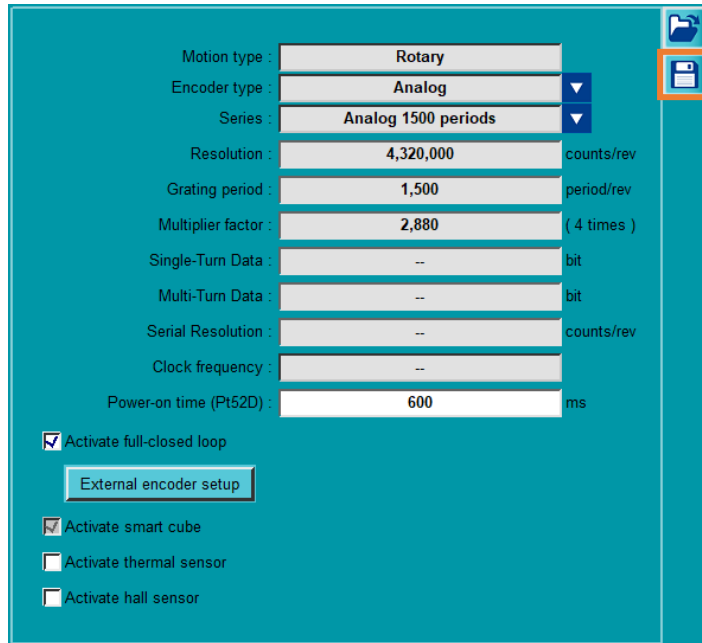 Motion type : Rotary
Encoder type : Analog
Series : Analog 1500 periods
Resolution : 4,320,000 counts/rev
Grating period : 1,500 period/rev
Multiplier factor : 2,880 ( 4 times )
Single-Turn Data : -- bit
Multi-Turn Data : -- bit
Serial Resolution : -- counts/rev
Clock frequency : --
Power-on time (Pt52D) : 600 ms
Activate full-closed loop
External encoder setup
Activate smart cube
Activate thermal sensor
Activate hall sensor